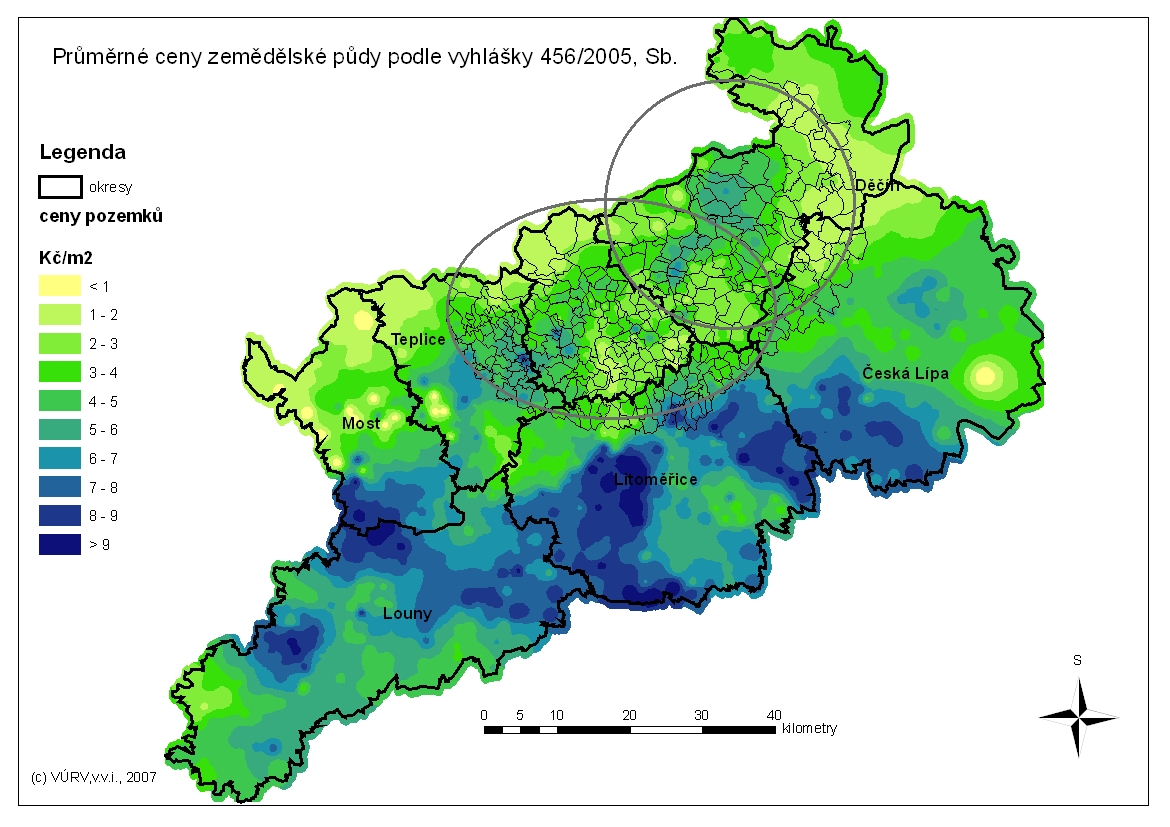 Průměrné ceny zemědělské půdy podle vyhlášky 456/2005, Sb.
Legenda
okresy
ceny pozemků
Kč/m2
< 1
1 - 2
2 - 3
3 - 4
4 - 5
5 - 6
6 - 7
7 - 8
8 - 9
> 9
Děčín
Teplice
Česká Lípa
Most
Litoměřice
Louny
S
0 5 10 20 30 40
kilometry
(c) VÚRV,v.v.i., 2007